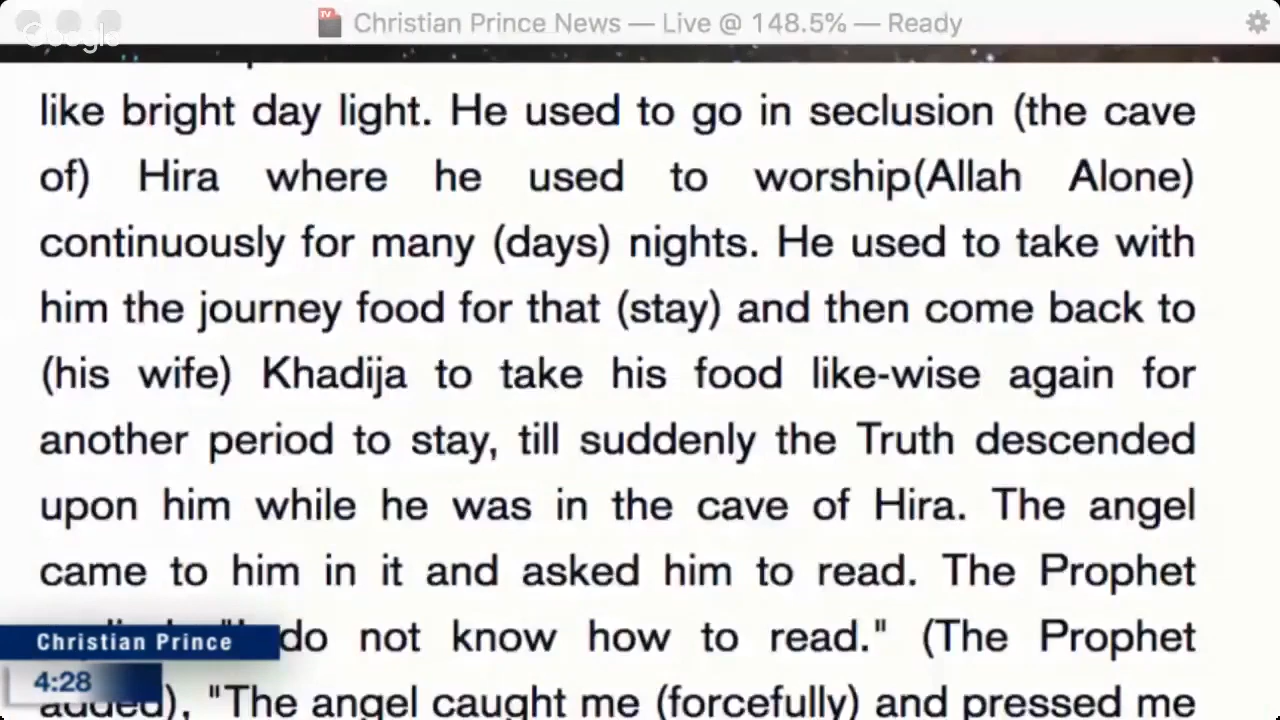 Christian Prince News — Live @ 148.5% — Ready
Google
like bright day light. He used to go in seclusion (the cave
of) Hira where he used to worship(Allah Alone)
continuously for many (days) nights. He used to take with
him the journey food for that (stay) and then come back to
(his wife) Khadija to take his food like-wise again for
another period to stay, till suddenly the Truth descended
upon him while he was in the cave of Hira. The angel
came to him in it and asked him to read. The Prophet
do not know how to read." (The Prophet
Christian Prince
4:28
added), "The angel caught me (forcefully) and pressed me